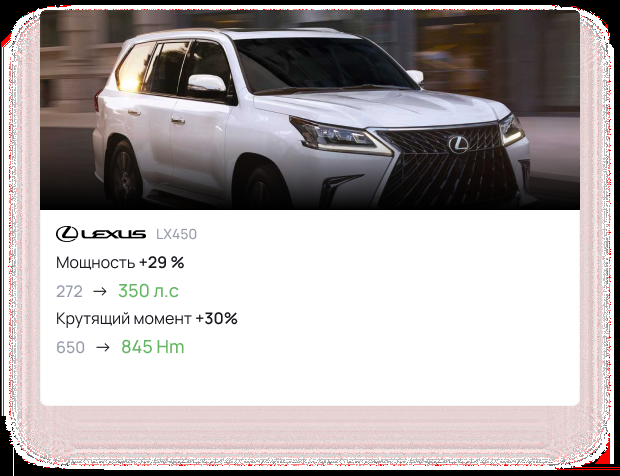 LEXUS LX450
Мощность +29 %
272 → 350 л.с
Крутящий момент +30%
650 → 845 Hm